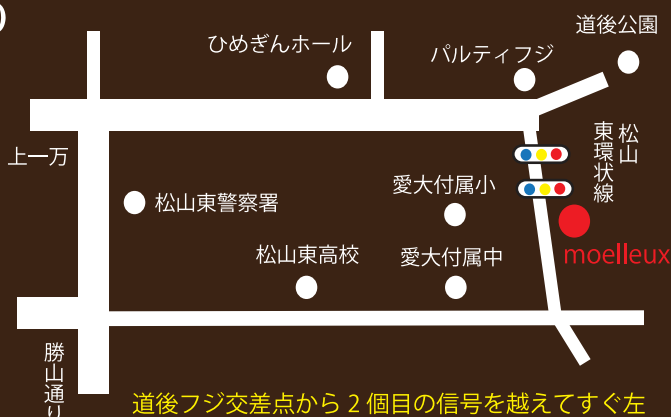 道後公園
ひめぎんホール
パルティフジ
上一万
松山
東環状線
松山東警察署
愛大付属小
松山東高校
愛大付属中
moelleux
勝山通り
道後フジ交差点から2個目の信号を越えてすぐ左